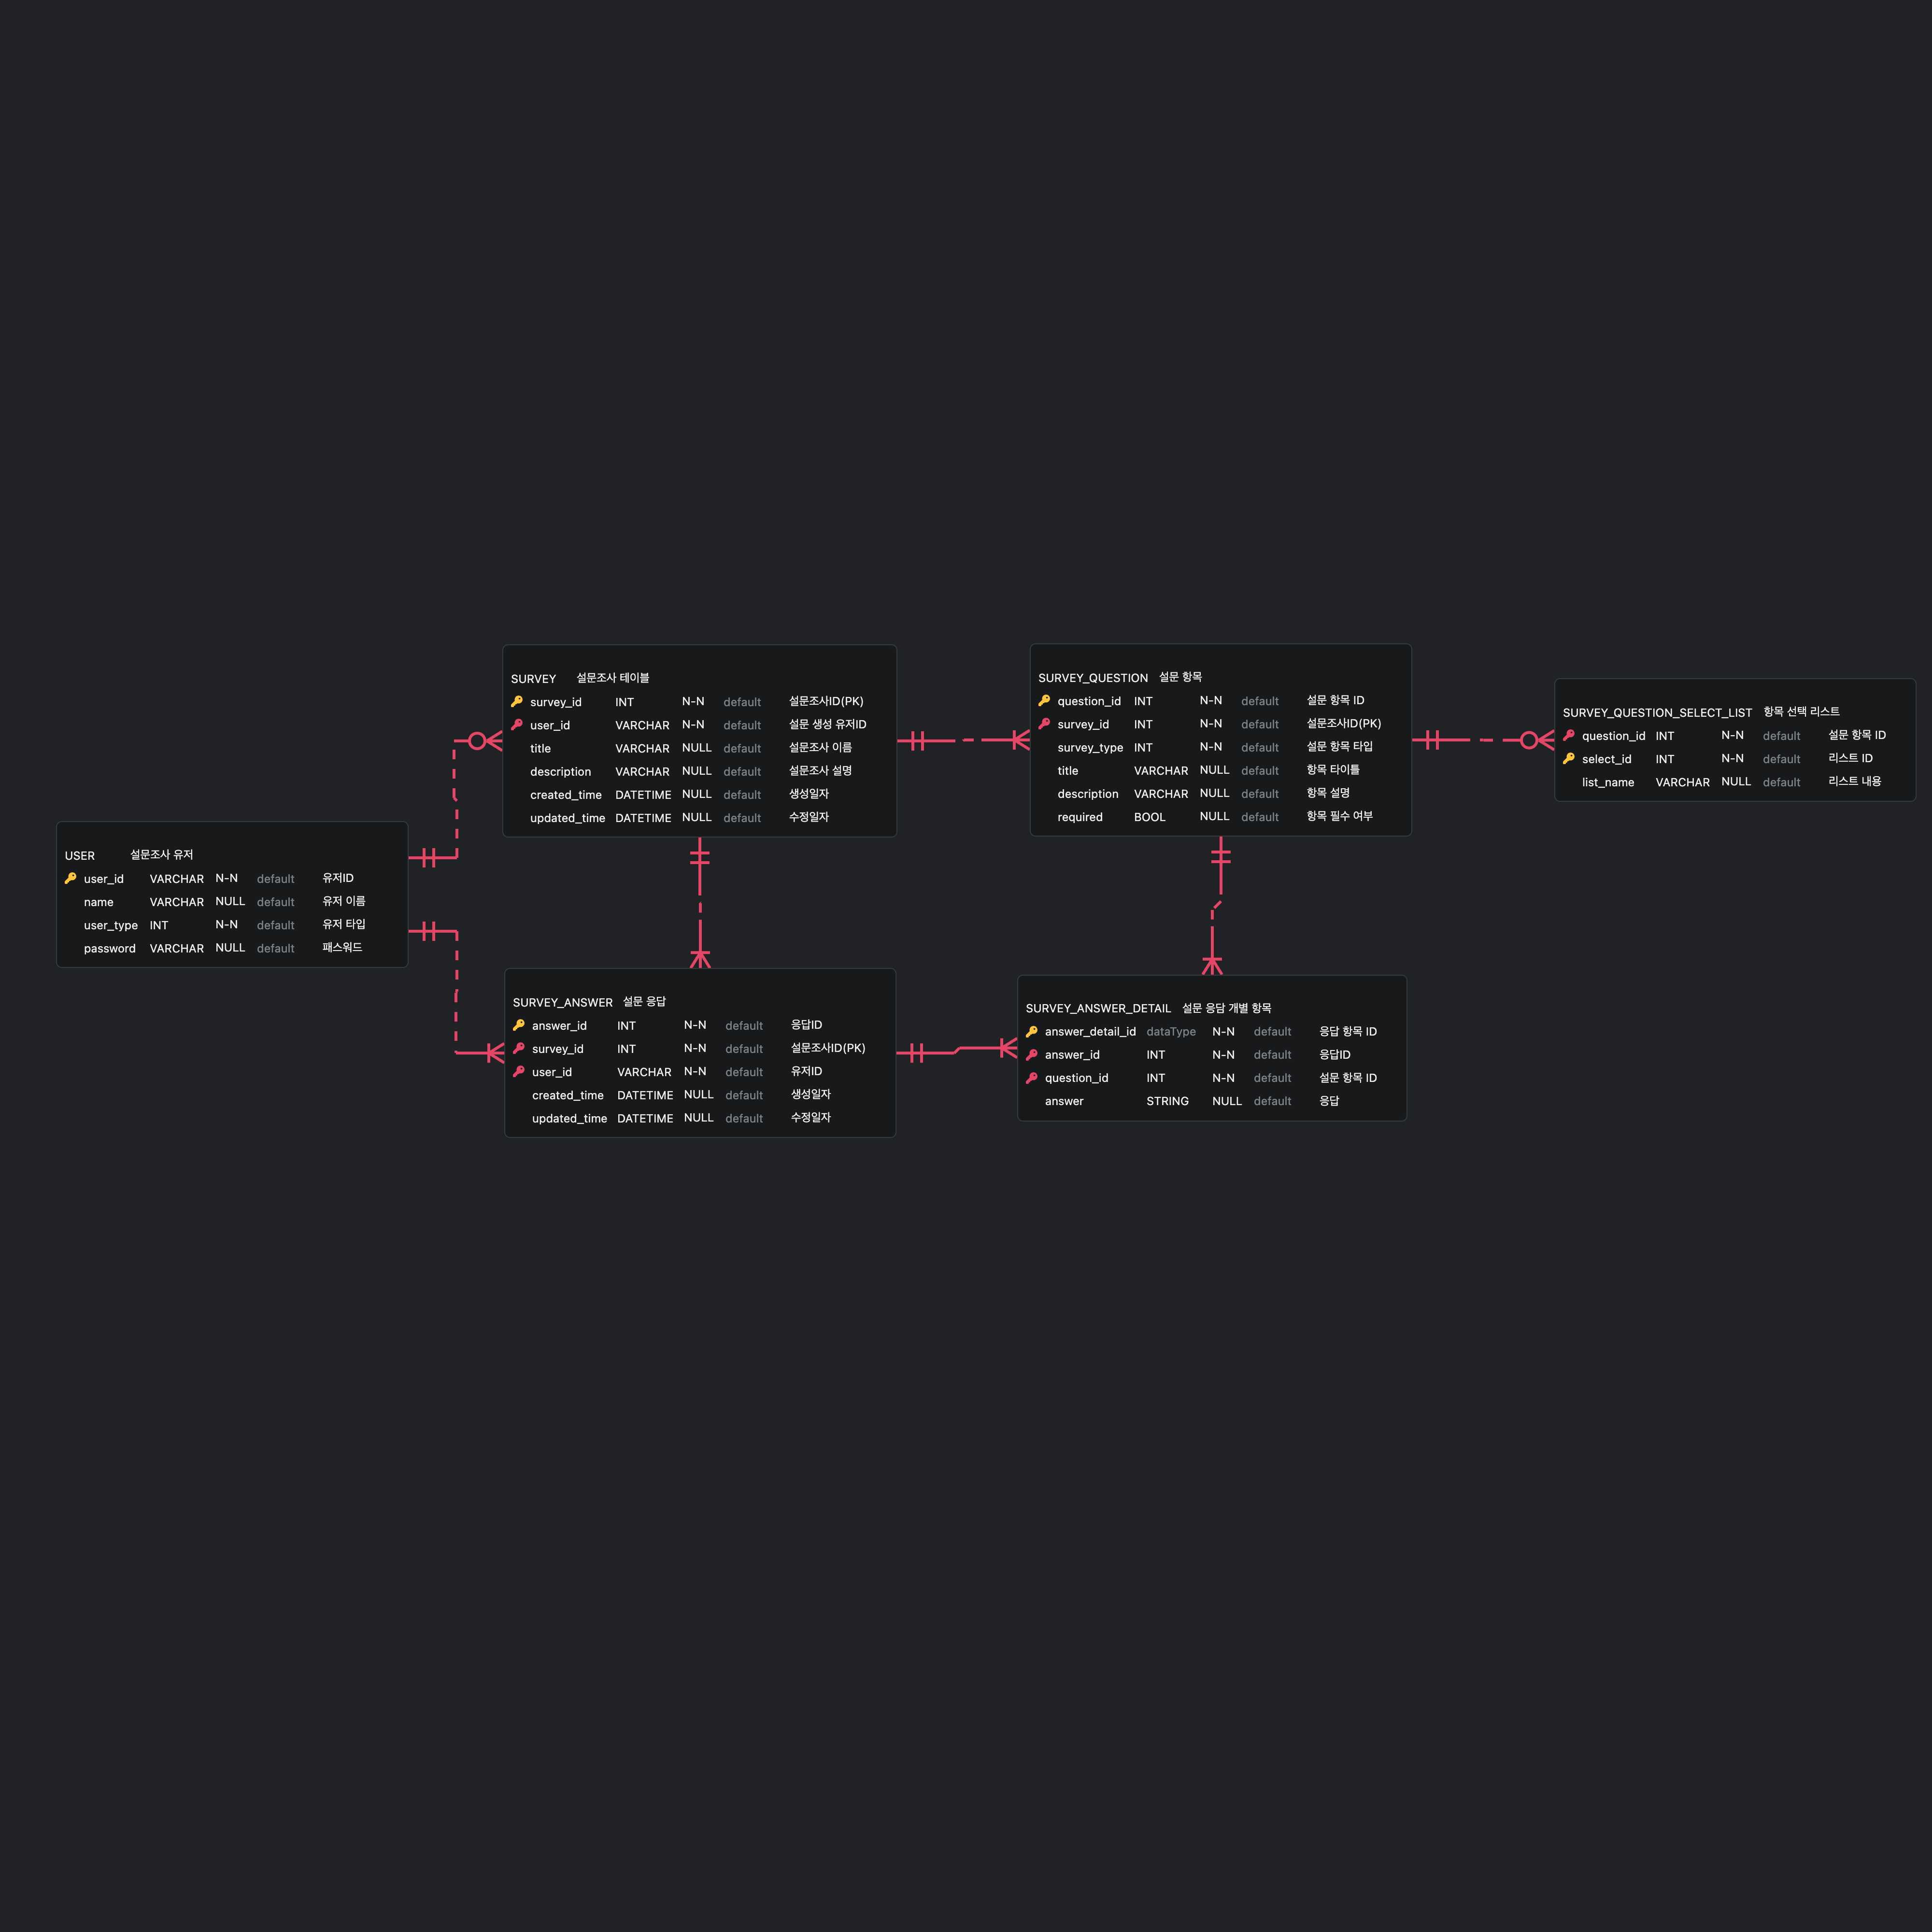 SURVEY 설문조사 테이블
survey_id INT N-N default 설문조사ID(PK)
user_id VARCHAR N-N default 설문 생성 유저ID
title VARCHAR NULL default 설문조사 이름
description VARCHAR NULL default 설문조사 설명
created_time DATETIME NULL default 생성일자
updated_time DATETIME NULL default 수정일자
SURVEY_QUESTION 설문 항목
question_id INT N-N default 설문 항목 ID
survey_id INT N-N default 설문조사ID(PK)
survey_type INT N-N default 설문 항목 타입
title VARCHAR NULL default 항목 타이틀
description VARCHAR NULL default 항목 설명
required BOOL NULL default 항목 필수 여부
SURVEY_QUESTION_SELECT_LIST 항목 선택 리스트
question_id INT N-N default 설문 항목 ID
select_id INT N-N default 리스트 ID
list_name VARCHAR NULL default 리스트 내용
USER 설문조사 유저
user_id VARCHAR N-N default 유저ID
name VARCHAR NULL default 유저 이름
user_type INT N-N default 유저 타입
password VARCHAR NULL default 패스워드
SURVEY_ANSWER 설문 응답
answer_id INT N-N default 응답ID
survey_id INT N-N default 설문조사ID(PK)
user_id VARCHAR N-N default 유저ID
created_time DATETIME NULL default 생성일자
updated_time DATETIME NULL default 수정일자
SURVEY_ANSWER_DETAIL 설문 응답 개별 항목
answer_detail_id dataType N-N default 응답 항목 ID
answer_id INT N-N default 응답ID
question_id INT N-N default 설문 항목 ID
answer STRING NULL default 응답